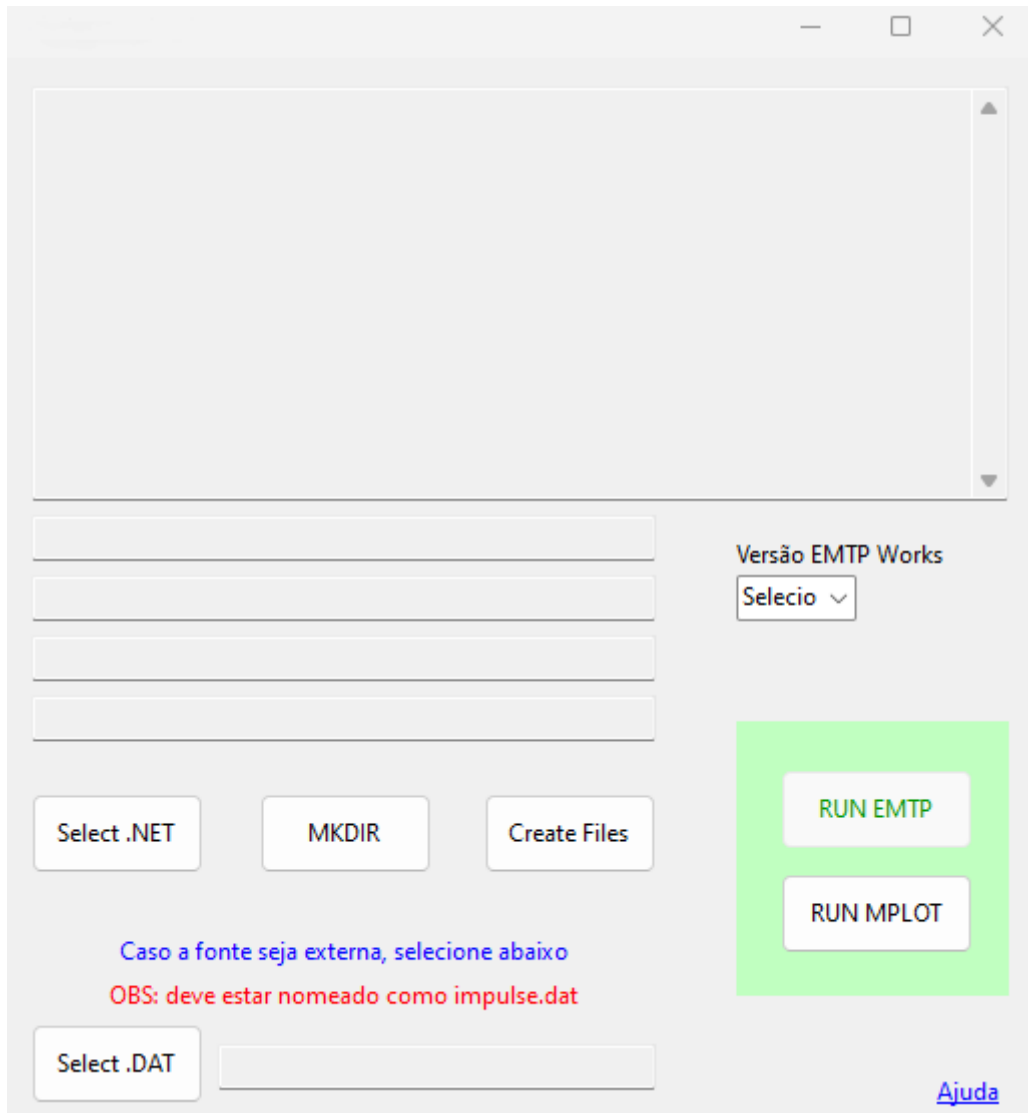 Versão EMTP Works
Selecio
RUN EMTP
Select .NET
MKDIR
Create Files
RUN MPLOT
Caso a fonte seja externa, selecione abaixo
OBS: deve estar nomeado como impulse.dat
Select .DAT
Ajuda